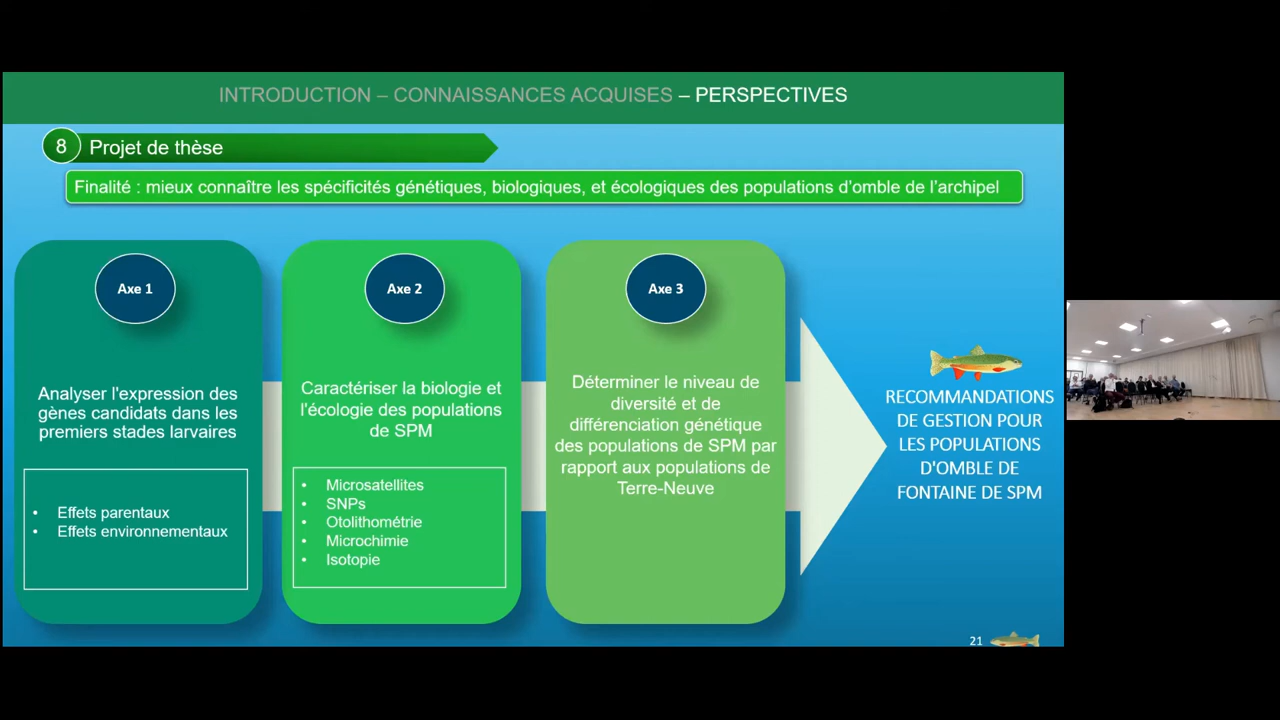 INTRODUCTION – CONNAISSANCES ACQUISES – PERSPECTIVES
8 Projet de thèse
Finalité : mieux connaître les spécificités génétiques, biologiques, et écologiques des populations d'omble de l'archipel
Axe 1
Analyser l'expression des
gènes candidats dans les
premiers stades larvaires
• Effets parentaux
• Effets environnementaux
Axe 2
Caractériser la biologie et
l'écologie des populations
de SPM
• Microsatellites
• SNPs
• Otolithométrie
• Microchimie
• Isotopie
Axe 3
Déterminer le niveau de
diversité et de
différenciation génétique
des populations de SPM par
rapport aux populations de
Terre-Neuve
RECOMMANDATIONS
DE GESTION POUR
LES POPULATIONS
D'OMBLE DE
FONTAINE DE SPM
21